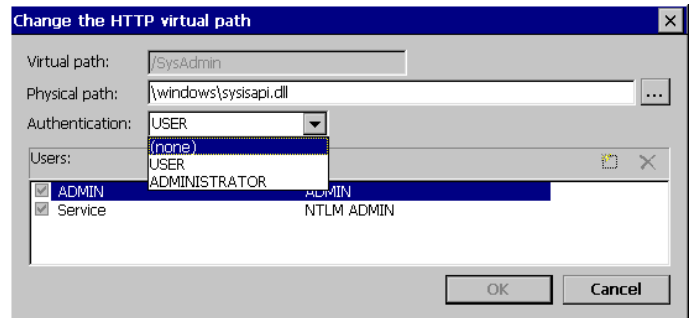 Change the HTTP virtual path
Virtual path: /SysAdmin
Physical path: \windows\sysisapi.dll ...
Authentication: USER
(none)
Users: USER
ADMINISTRATOR
ADMIN ADMIN
Service NTLM ADMIN
OK Cancel